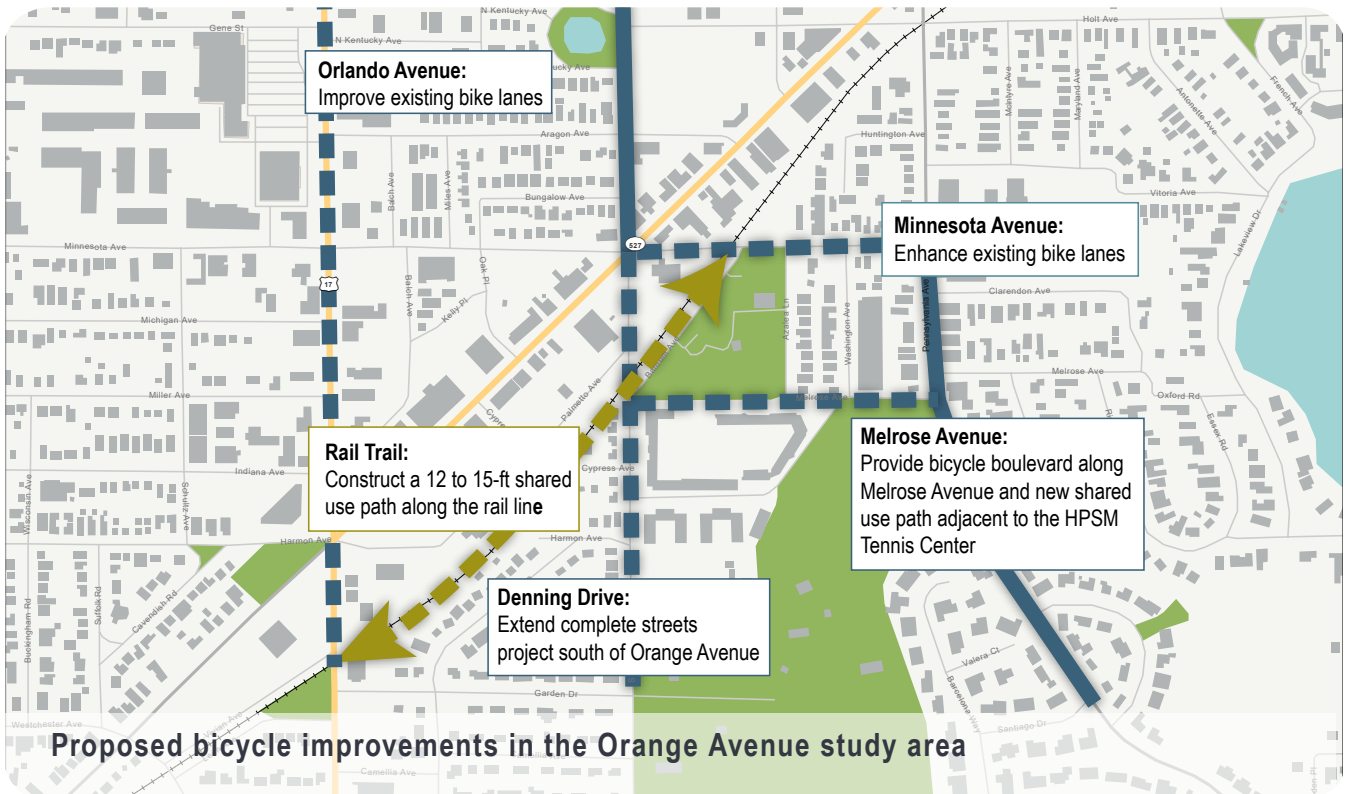 N Kentucky Ave
Gene St
N Kentucky Ave
Holt Ave
Orlando Avenue:
Improve existing bike lanes
ucky Ave
French Ave
McIntyre Ave
Maryland Ave
Antonette Ave
Aragon Ave
Huntington Ave
Balch Ave
Miles Ave
Bungalow Ave
Vitoria Ave
Lakeview Dr
Minnesota Avenue:
Enhance existing bike lanes
Minnesota Ave
527
Oak Pl
17
Balch Ave
Kelly Pl
Clarendon Ave
Azalea Ln
Washington Ave
Pennsylvania Ave
Michigan Ave
Melrose Ave
Miller Ave
Palmetto Ave
Melrose Ave
Oxford Rd
Essex Rd
Rail Trail:
Construct a 12 to 15-ft shared
use path along the rail line
Melrose Avenue:
Provide bicycle boulevard along
Melrose Avenue and new shared
use path adjacent to the HPSM
Tennis Center
Cypress Ave
Indiana Ave
Wisconsin Ave
Schultz Ave
Harmon Ave
Harmon Ave
Denning Drive:
Extend complete streets
project south of Orange Avenue
Buckingham Rd
Suffolk Rd
Cavendish Rd
Valera Ct
Barcelona Way
Garden Dr
Santiago Dr
Westchester Ave
Proposed bicycle improvements in the Orange Avenue study area
Camellia Ave